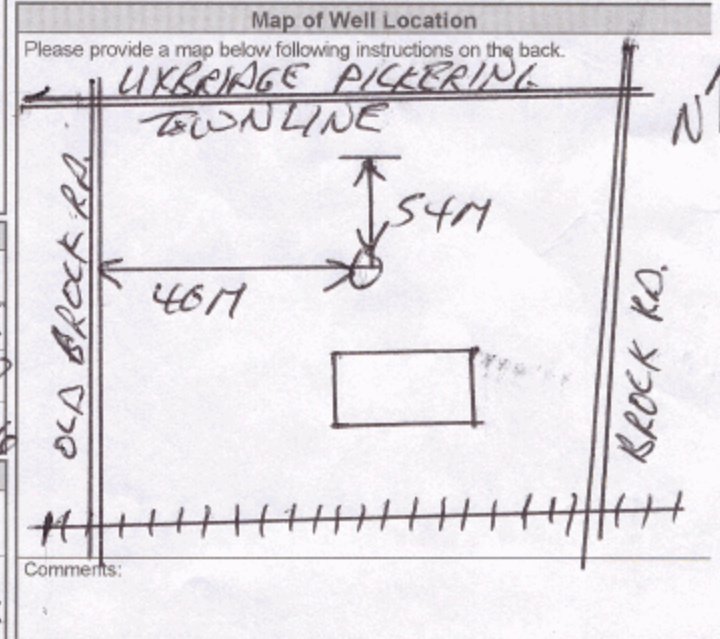 Map of Well Location
Please provide a map below following instructions on the back.
UXBRIDGE PICKERING
TOWNLINE
N
54M
46M
OLD BROCK RD.
BROCK RD.
Comments: